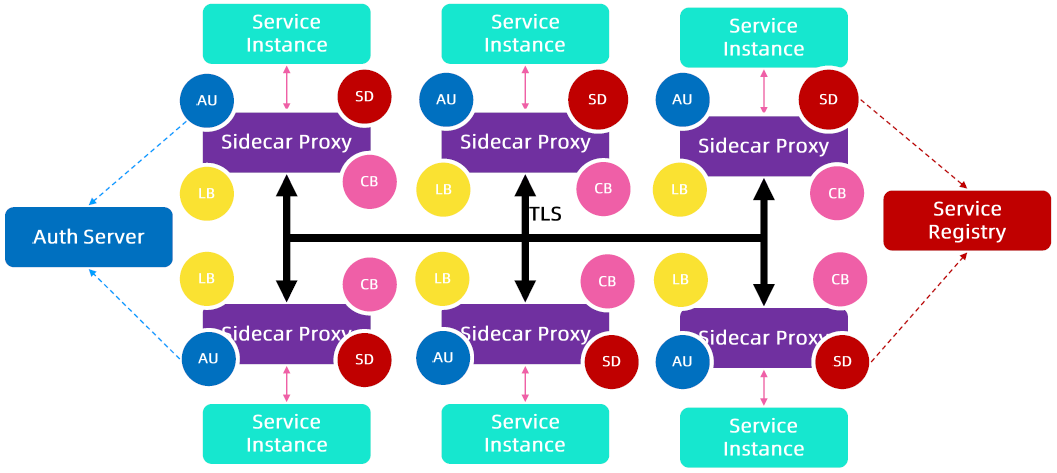 Service
Instance
Service
Instance
Service
Instance
AU
SD
AU
SD
AU
SD
Sidecar Proxy
Sidecar Proxy
Sidecar Proxy
LB
CB
LB
CB
LB
CB
TLS
Auth Server
Service
Registry
LB
CB
LB
CB
LB
CB
Sidecar Proxy
Sidecar Proxy
Sidecar Proxy
AU
SD
AU
SD
AU
SD
Service
Instance
Service
Instance
Service
Instance